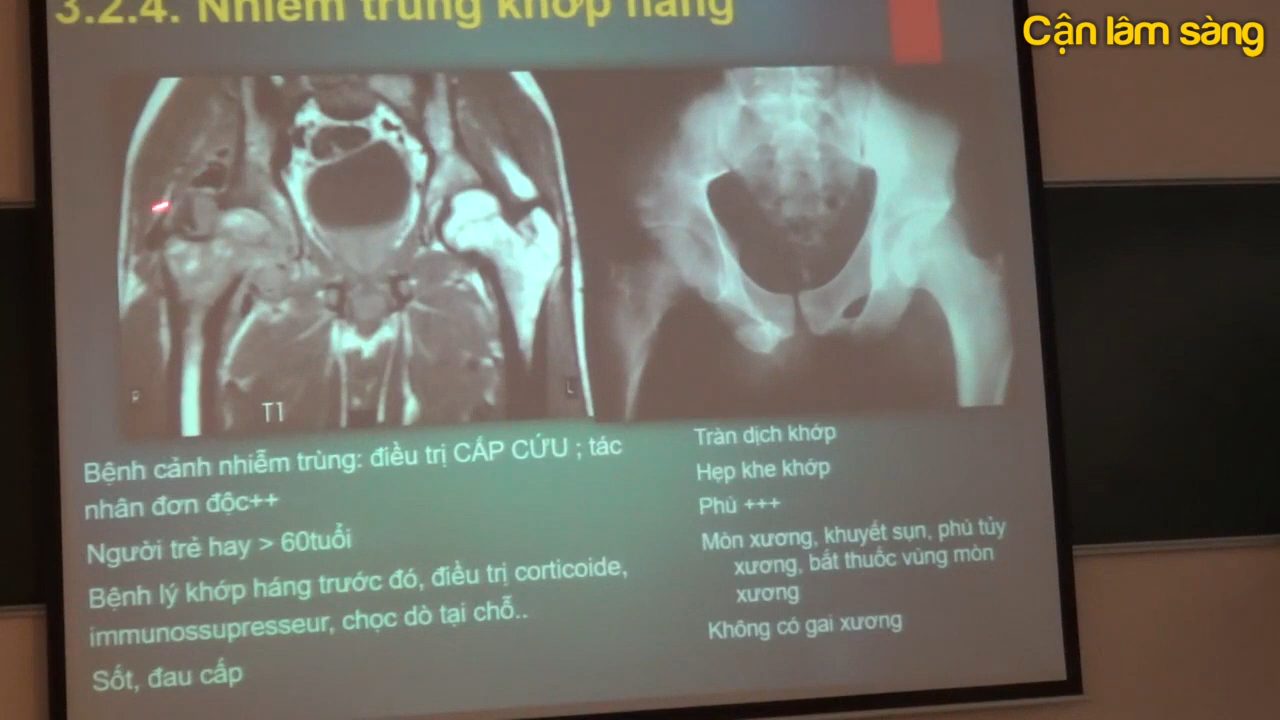 3.2.4. Nhiễm trùng khớp háng
Cận lâm sàng
R
T1
L
Bệnh cảnh nhiễm trùng: điều trị CẤP CỨU ; tác
nhân đơn độc++
Người trẻ hay > 60tuổi
Bệnh lý khớp háng trước đó, điều trị corticoide,
immunossupresseur, chọc dò tại chỗ..
Sốt, đau cấp
Tràn dịch khớp
Hẹp khe khớp
Phù +++
Mòn xương, khuyết sụn, phù tủy
xương, bắt thuốc vùng mòn
xương
Không có gai xương